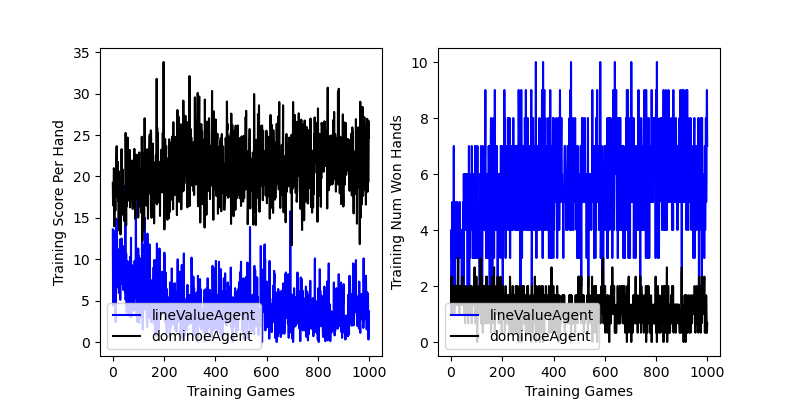 35
30
25
20
15
10
5
0
Training Score Per Hand
lineValueAgent
dominoeAgent
0 200 400 600 800 1000
Training Games
10
8
6
4
2
0
Training Num Won Hands
lineValueAgent
dominoeAgent
0 200 400 600 800 1000
Training Games